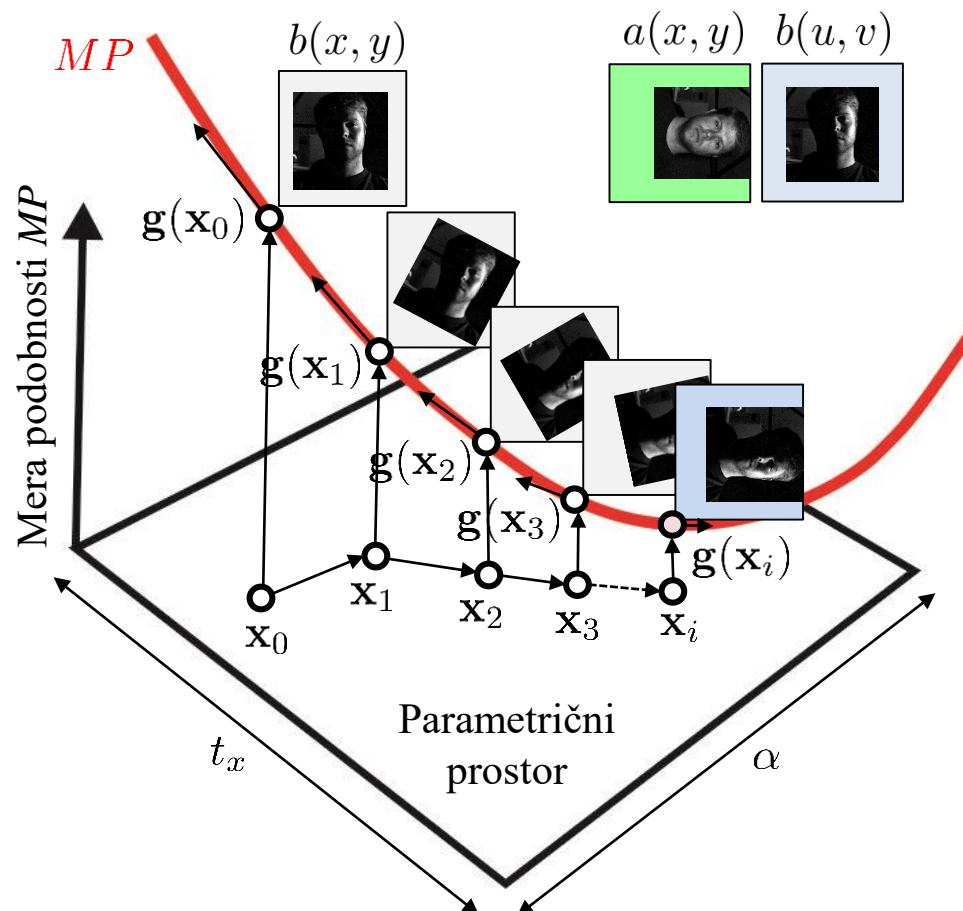 MP
b(x, y)
a(x, y)
b(u, v)
Mera podobnosti MP
g(x₀)
g(x₁)
g(x₂)
g(x₃)
g(xᵢ)
x₀
x₁
x₂
x₃
xᵢ
Parametrični
prostor
tₓ
α